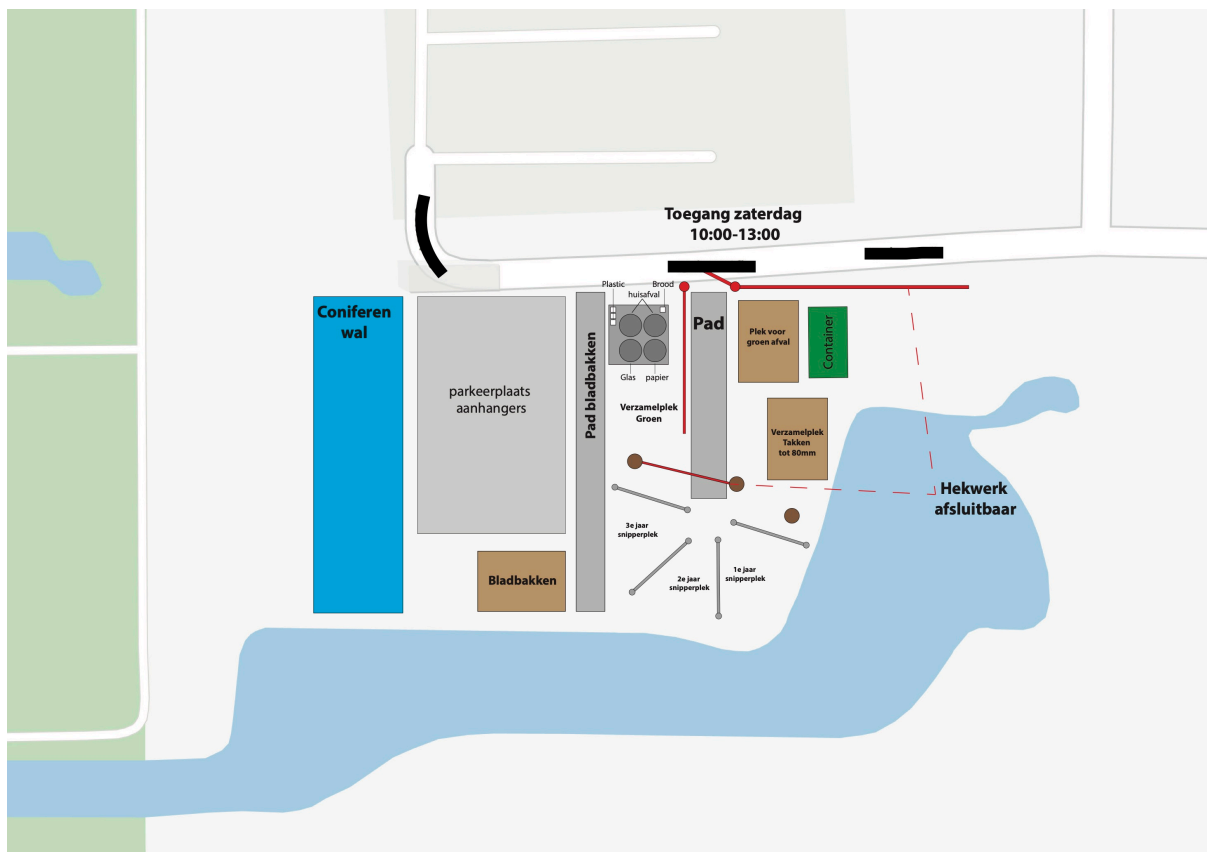 Toegang zaterdag
10:00-13:00
Plastic
Brood
huisafval
Coniferen
wal
parkeerplaats
aanhangers
Pad bladbakken
Pad
Plek voor
groen afval
Container
Glas
papier
Verzamelplek
Groen
Verzamelplek
Takken
tot 80mm
Hekwerk
afsluitbaar
3e jaar
snipperplek
2e jaar
snipperplek
1e jaar
snipperplek
Bladbakken